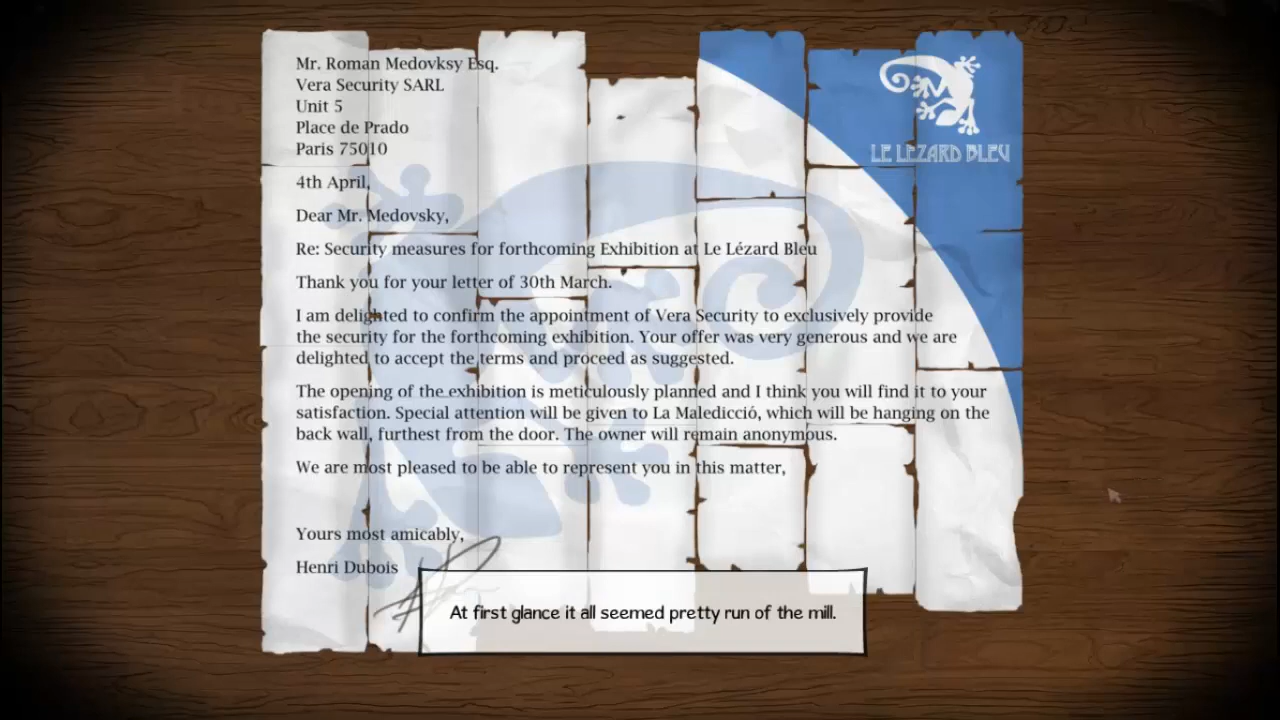 Mr. Roman Medovksy Esq.
Vera Security SARL
Unit 5
Place de Prado
Paris 75010
LE LEZARD BLEU
4th April,
Dear Mr. Medovsky,
Re: Security measures for forthcoming Exhibition at Le Lézard Bleu
Thank you for your letter of 30th March.
I am delighted to confirm the appointment of Vera Security to exclusively provide
the security for the forthcoming exhibition. Your offer was very generous and we are
delighted to accept the terms and proceed as suggested.
The opening of the exhibition is meticulously planned and I think you will find it to your
satisfaction. Special attention will be given to La Maledicció, which will be hanging on the
back wall, furthest from the door. The owner will remain anonymous.
We are most pleased to be able to represent you in this matter,
Yours most amicably,
Henri Dubois
At first glance it all seemed pretty run of the mill.